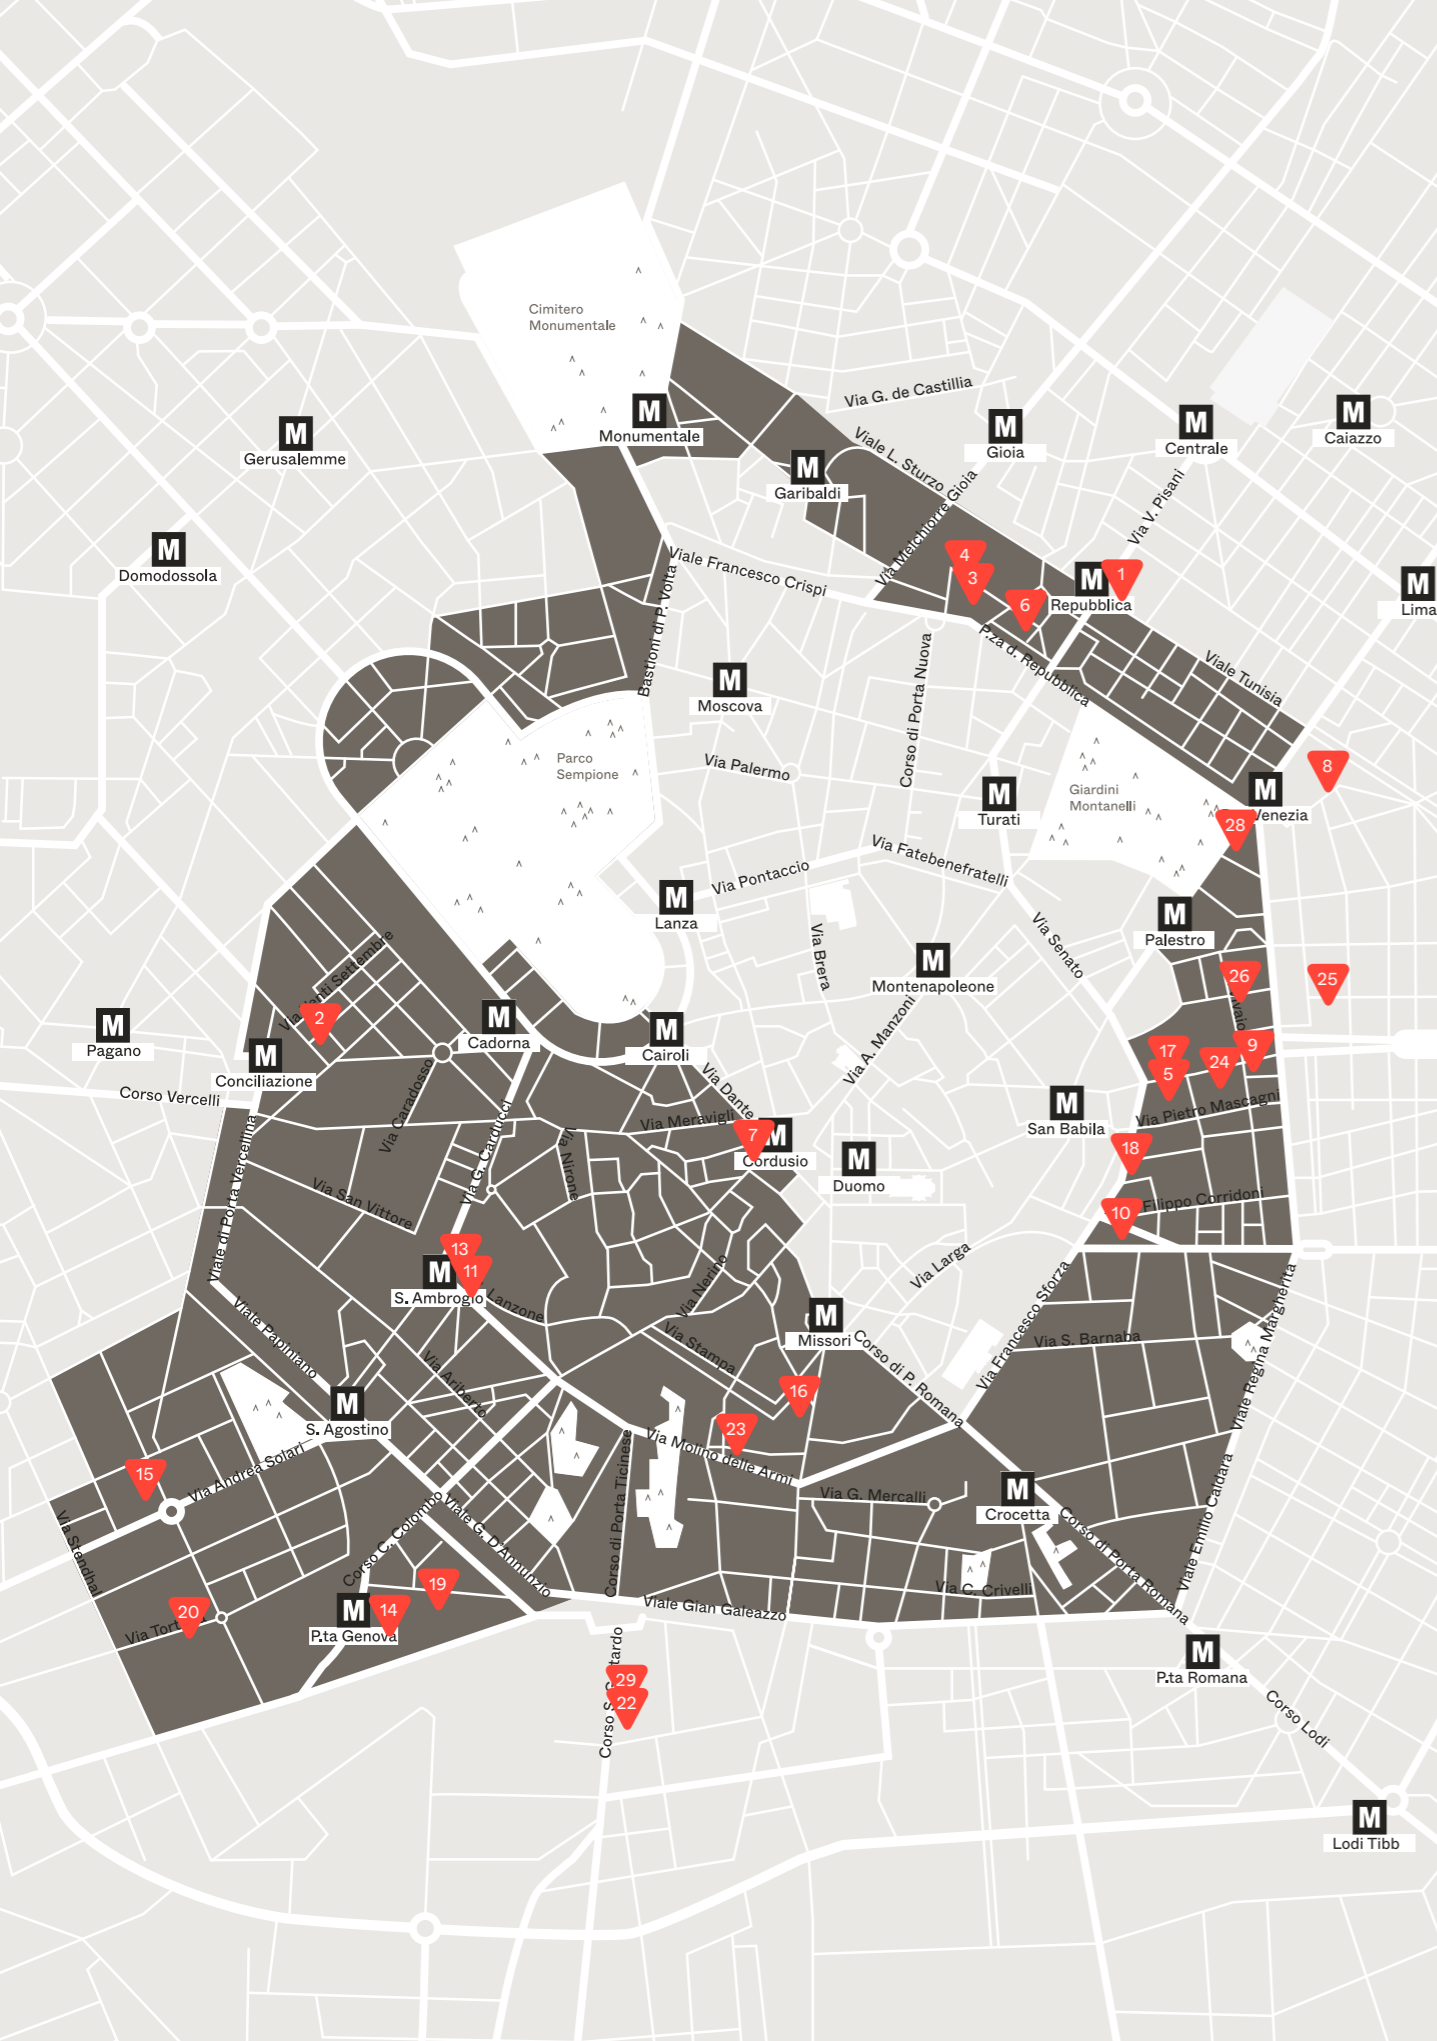 Cimitero
Monumentale
M
Monumentale
M
Gerusalemme
Via G. de Castillia
M
Gioia
M
Centrale
M
Caiazzo
Viale L. Sturzo
M
Garibaldi
Via Melchiorre Gioia
Via V. Pisani
M
Domodossola
Viale Francesco Crispi
4
3
6
M
Repubblica
1
M
Lima
Bastioni di P. Volta
P.za d. Repubblica
Corso di Porta Nuova
Viale Tunisia
M
Moscova
Parco
Sempione
Via Palermo
M
Turati
Giardini
Montanelli
8
M
Venezia
28
Via Fatebenefratelli
Via Pontaccio
M
Lanza
Via Brera
Via Senato
M
Palestro
M
Montenapoleone
26
25
Via A. Manzoni
2
M
Pagano
M
Conciliazione
M
Cadorna
M
Cairoli
Corso Vercelli
Via Caradosso
Via Dante
Via Meravigli
7
M
Cordusio
M
Duomo
M
San Babila
17
5
24
9
Via Pietro Mascagni
18
10
Filippo Corridoni
Via G. Carducci
Via Nirone
Viale di Porta Vercellina
Via San Vittore
13
11
M
S. Ambrogio
Lanzone
Via Nerino
Via Larga
Via Francesco Sforza
Viale Papiniano
Via Stampa
M
Missori
Corso di P. Romana
Via S. Barnaba
Viale Regina Margherita
Via Ariberto
M
S. Agostino
16
23
Via Molino delle Armi
15
Via Andrea Solari
Via Stendhal
Corso C. Colombo
Viale G. D'Annunzio
Corso di Porta Ticinese
Via G. Mercalli
M
Crocetta
Corso di Porta Romana
Viale Emilio Caldara
Via C. Crivelli
19
14
M
P.ta Genova
20
Viale Gian Galeazzo
29
22
M
P.ta Romana
Corso Lodi
M
Lodi Tibb